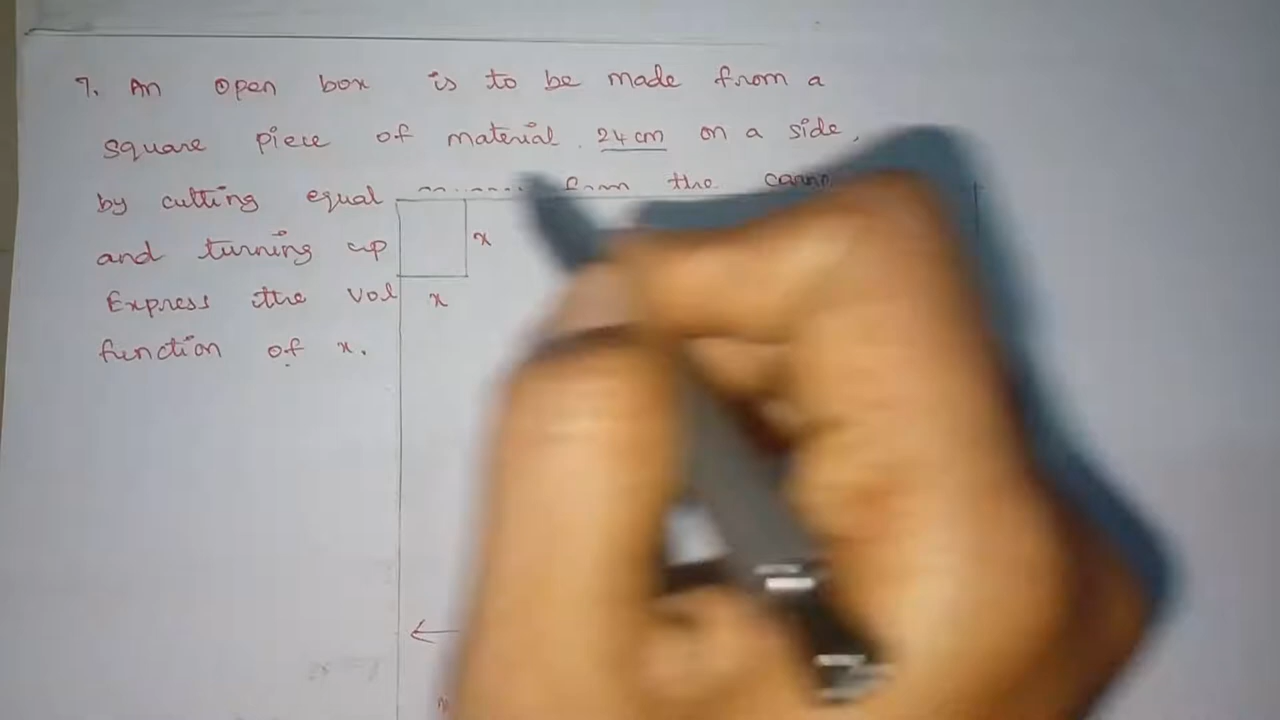 7. An open box is to be made from a
square piece of material 24 cm on a side,
by cutting equal from the
and turning up
Express the vol
function of x.
x
x